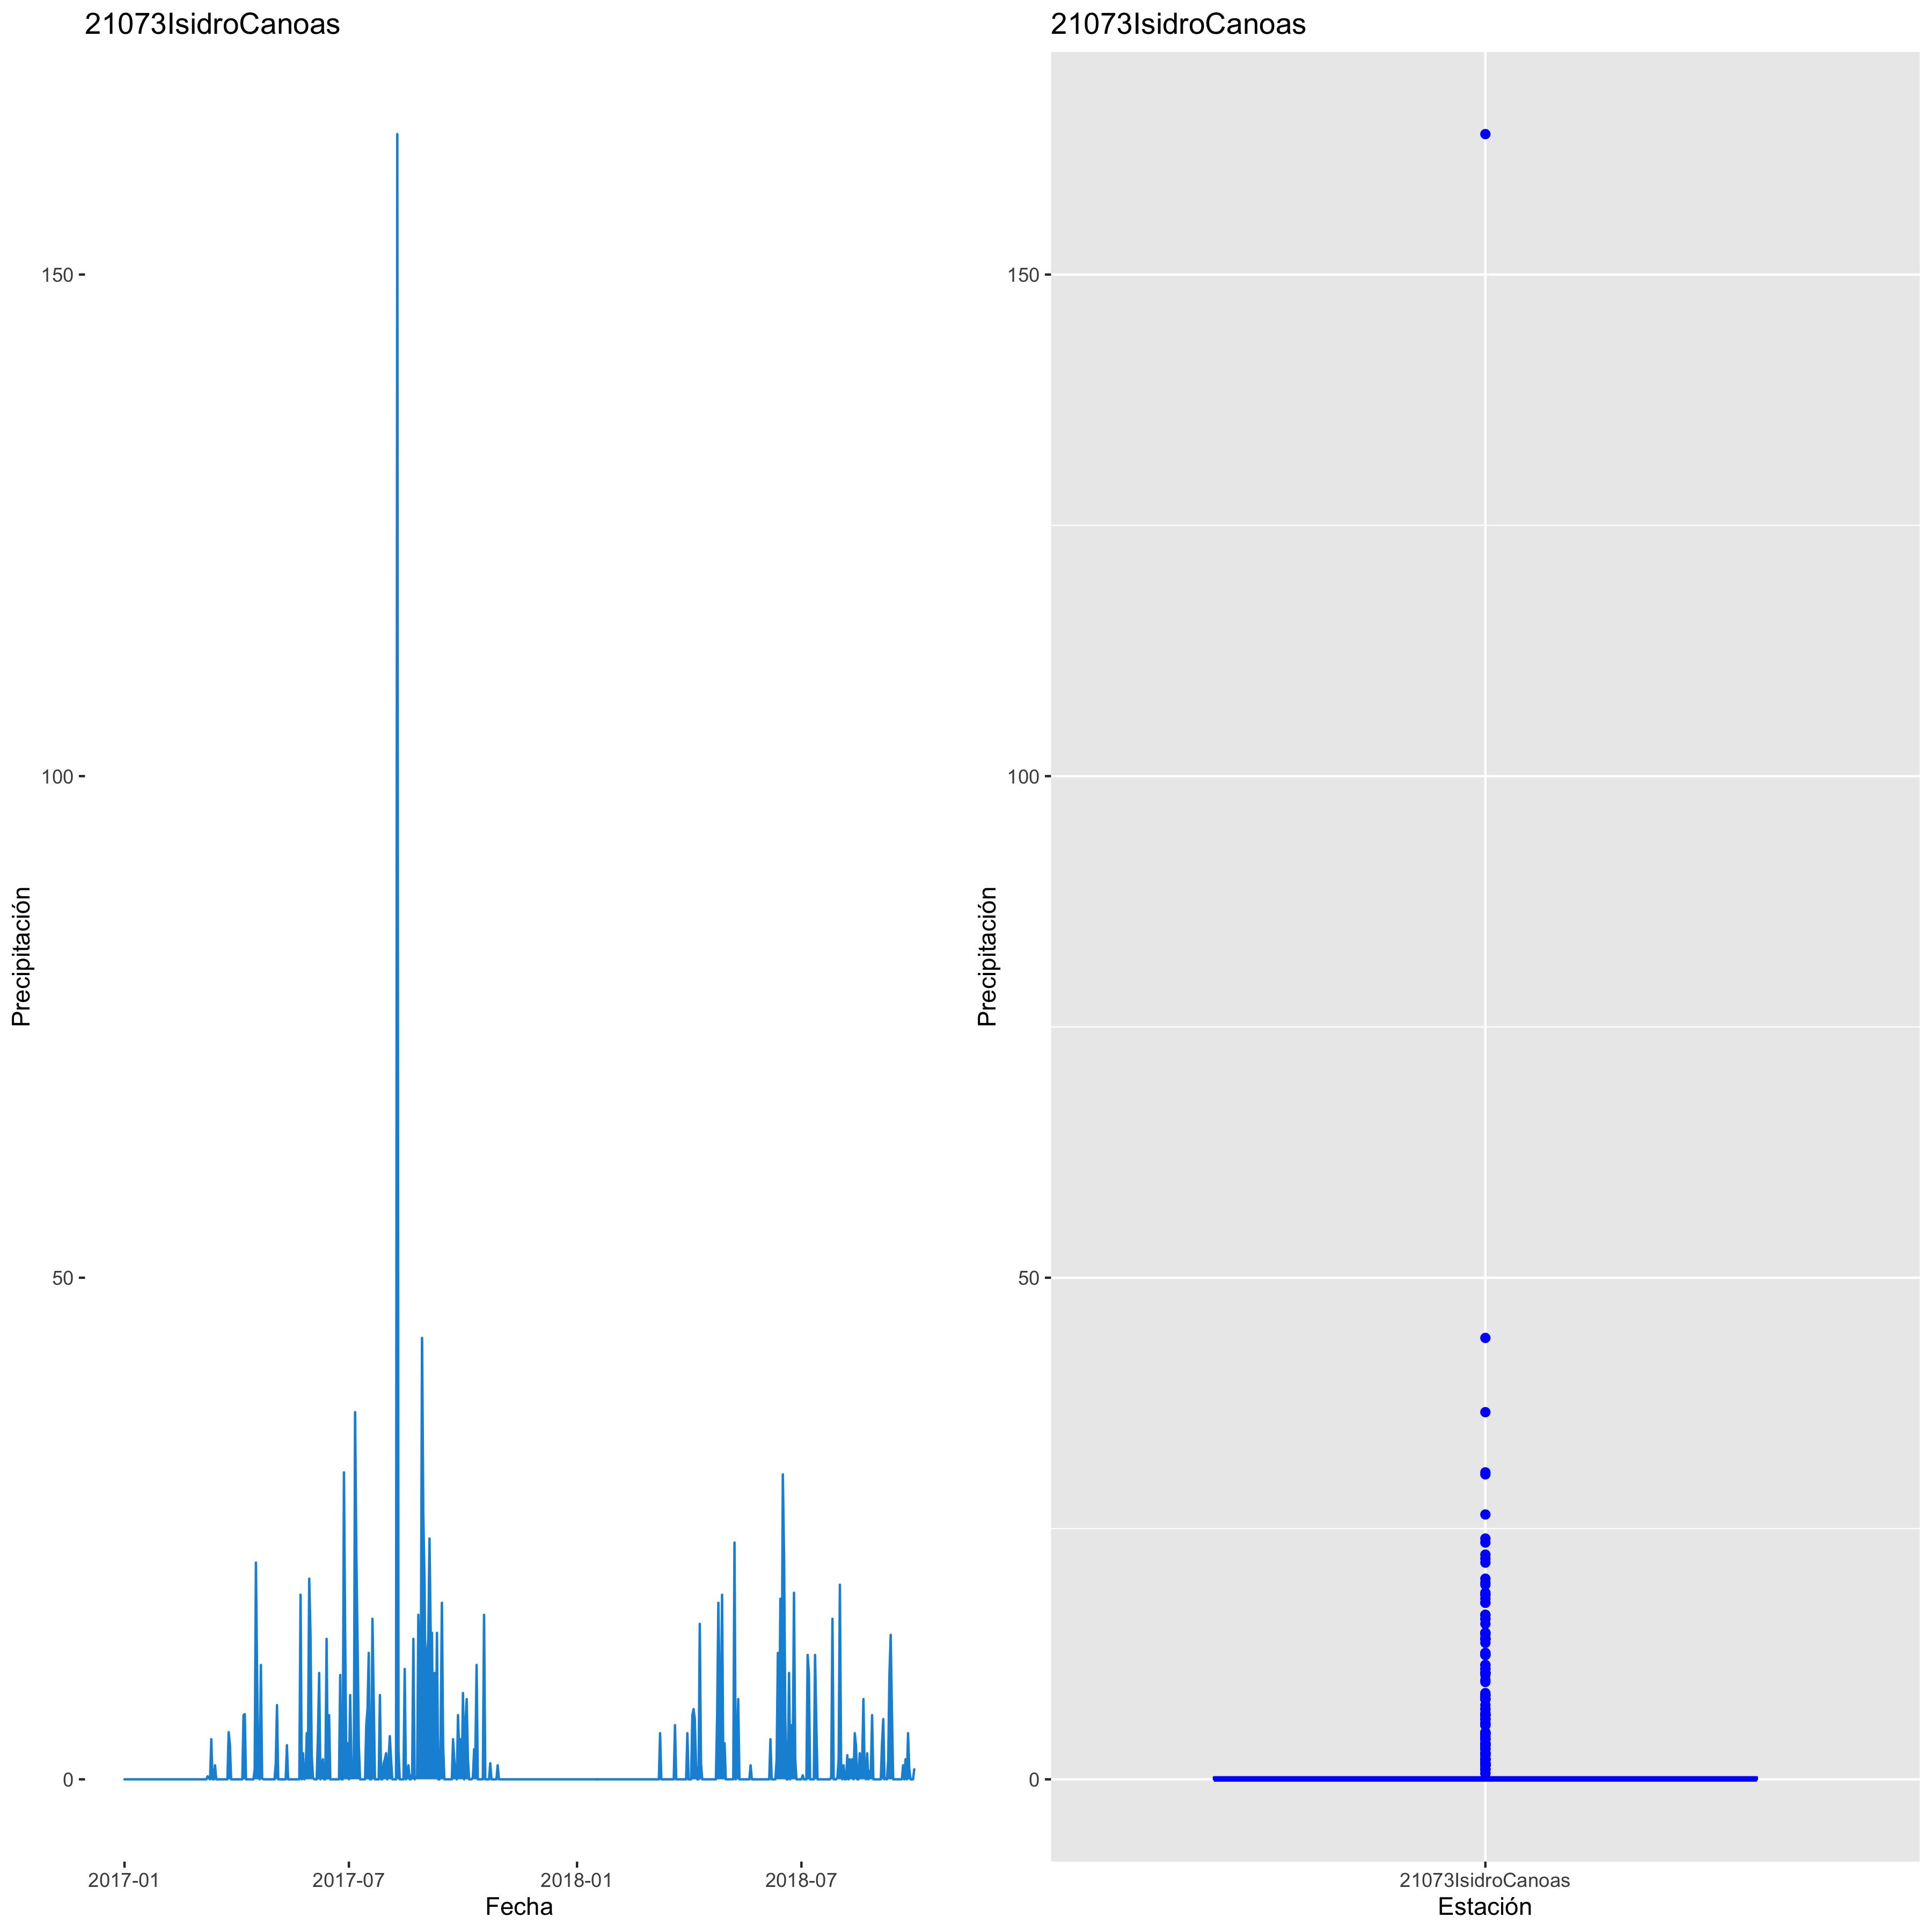 21073IsidroCanoas
150
100
50
0
Precipitación
2017-01
2017-07
2018-01
2018-07
Fecha
21073IsidroCanoas
150
100
50
0
Precipitación
21073IsidroCanoas
Estación